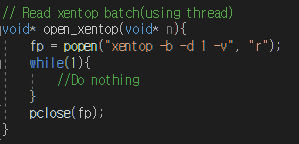 // Read xentop batch(using thread)
void* open_xentop(void* n){
fp = popen("xentop -b -d 1 -v", "r");
while(1){
//Do nothing
}
pclose(fp);
}